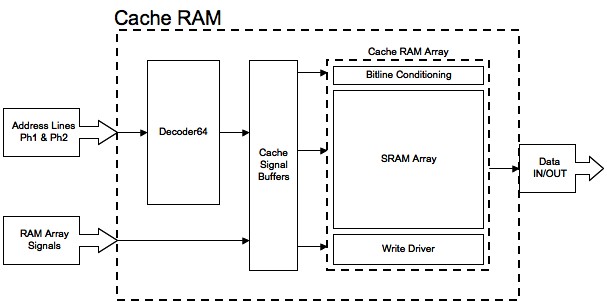 Cache RAM
Cache RAM Array
Bitline Conditioning
Address Lines
Ph1 & Ph2
Decoder64
Cache
Signal
Buffers
SRAM Array
Data
IN/OUT
RAM Array
Signals
Write Driver